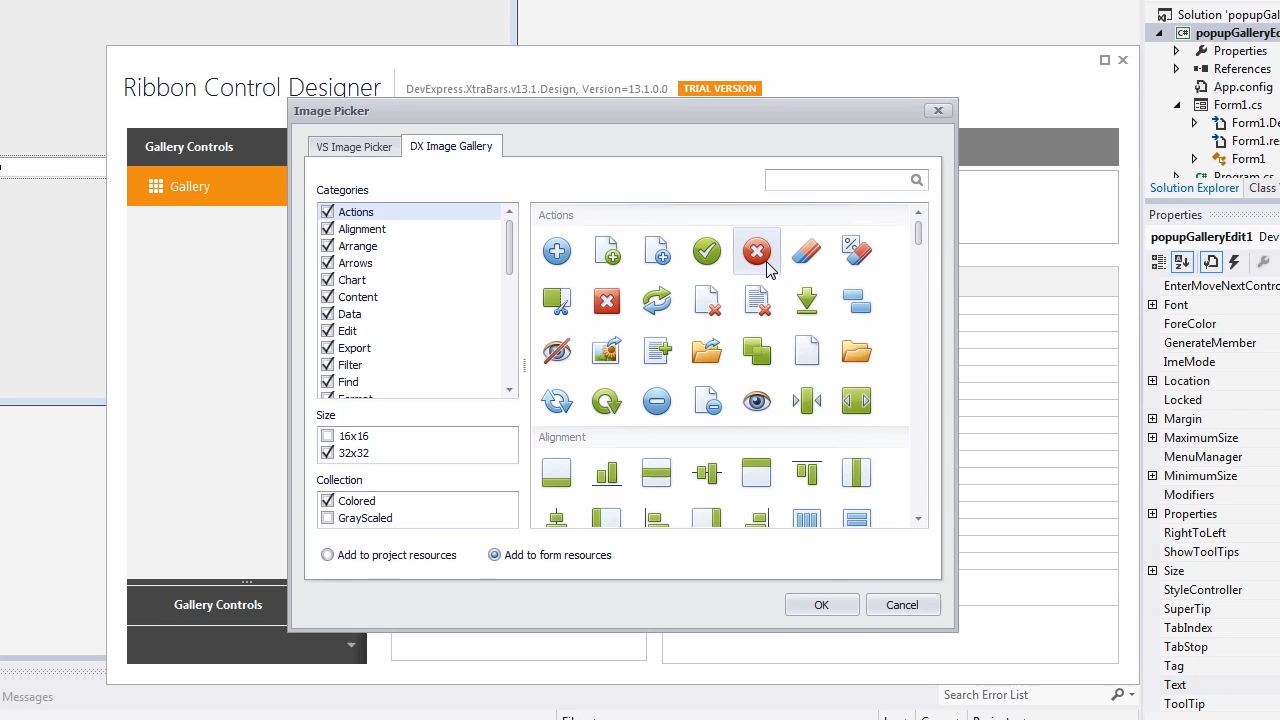 Solution 'popupGal
popupGalleryEd
Properties
References
App.config
Form1.cs
Form1.De
Form1.re
Form1
Program.cs
Solution Explorer
Class
Ribbon Control Designer
DevExpress.XtraBars.v13.1.Design, Version=13.1.0.0
TRIAL VERSION
Gallery Controls
Gallery
Gallery Controls
Image Picker
VS Image Picker
DX Image Gallery
Categories
Actions
Alignment
Arrange
Arrows
Chart
Content
Data
Edit
Export
Filter
Find
Format
Size
16x16
32x32
Collection
Colored
GrayScaled
Actions
Alignment
Add to project resources
Add to form resources
OK
Cancel
Properties
popupGalleryEdit1 Dev
EnterMoveNextContro
Font
ForeColor
GenerateMember
ImeMode
Location
Locked
Margin
MaximumSize
MenuManager
MinimumSize
Modifiers
Properties
RightToLeft
ShowToolTips
Size
StyleController
SuperTip
TabIndex
TabStop
Tag
Text
ToolTip
Messages
Search Error List